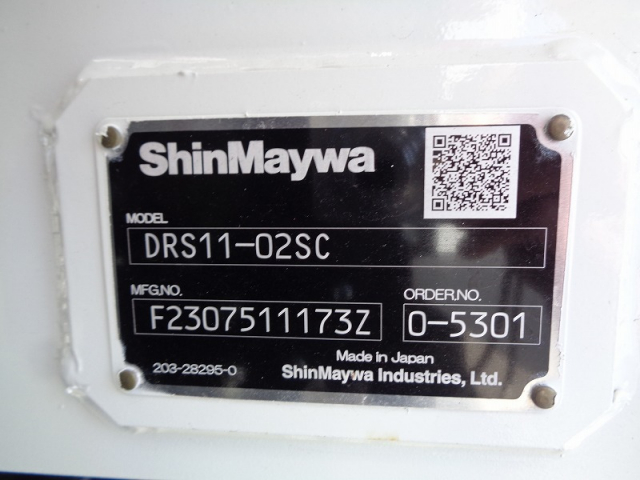 ShinMaywa
MODEL
DRS11-02SC
MFG.NO. ORDER.NO.
F2307511173Z 0-5301
Made in Japan
203-28295-0 ShinMaywa Industries, Ltd.